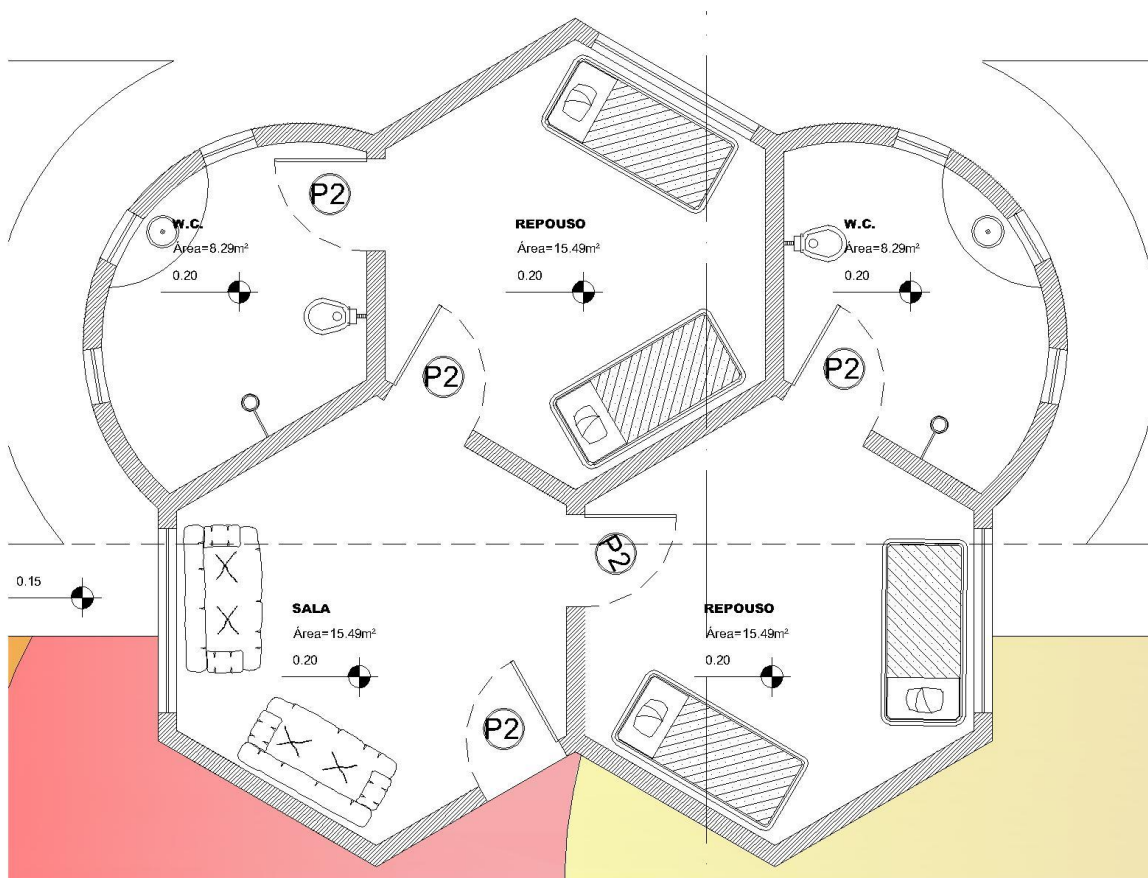 P2
W.C.
Área=8.29m²
0.20
REPOUSO
Área=15.49m²
0.20
W.C.
Área=8.29m²
0.20
P2
P2
P2
0.15
SALA
Área=15.49m²
0.20
REPOUSO
Área=15.49m²
0.20
P2